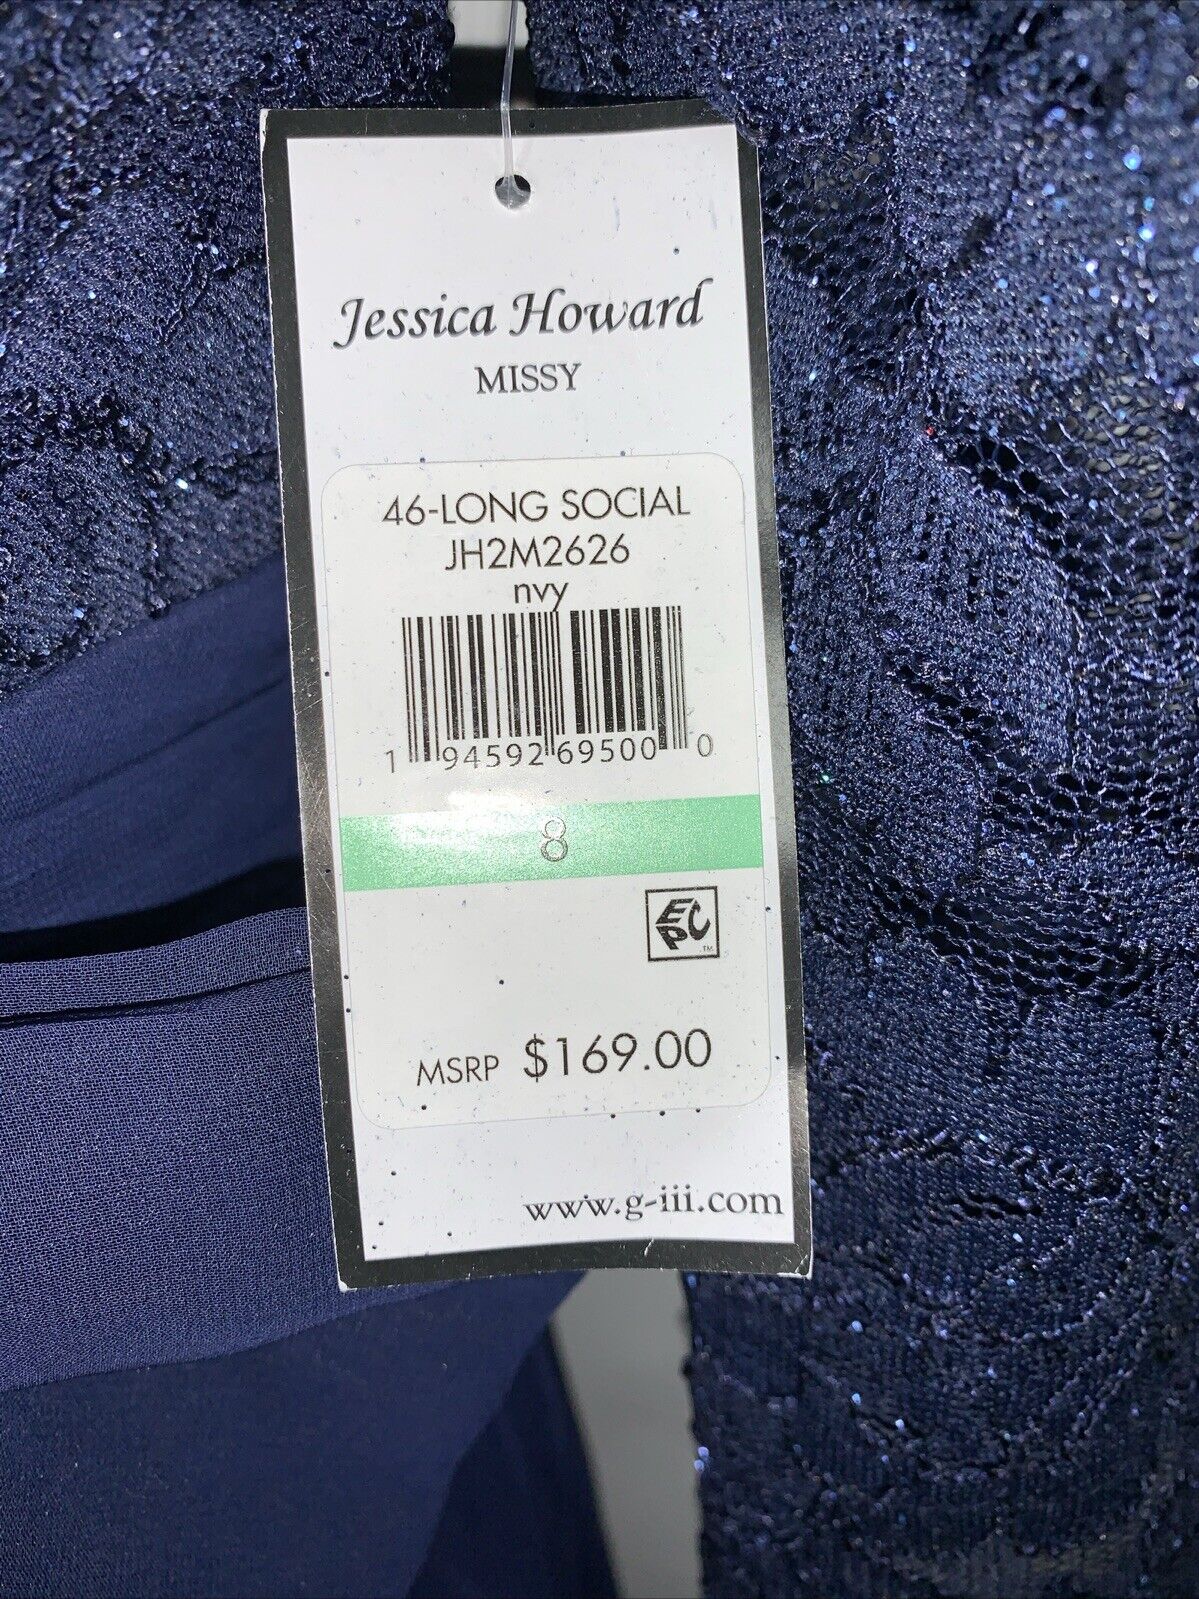 Jessica Howard
MISSY
46-LONG SOCIAL
JH2M2626
nvy
1 94592 69500 0
8
EPC
TM
MSRP $169.00
www.g-iii.com